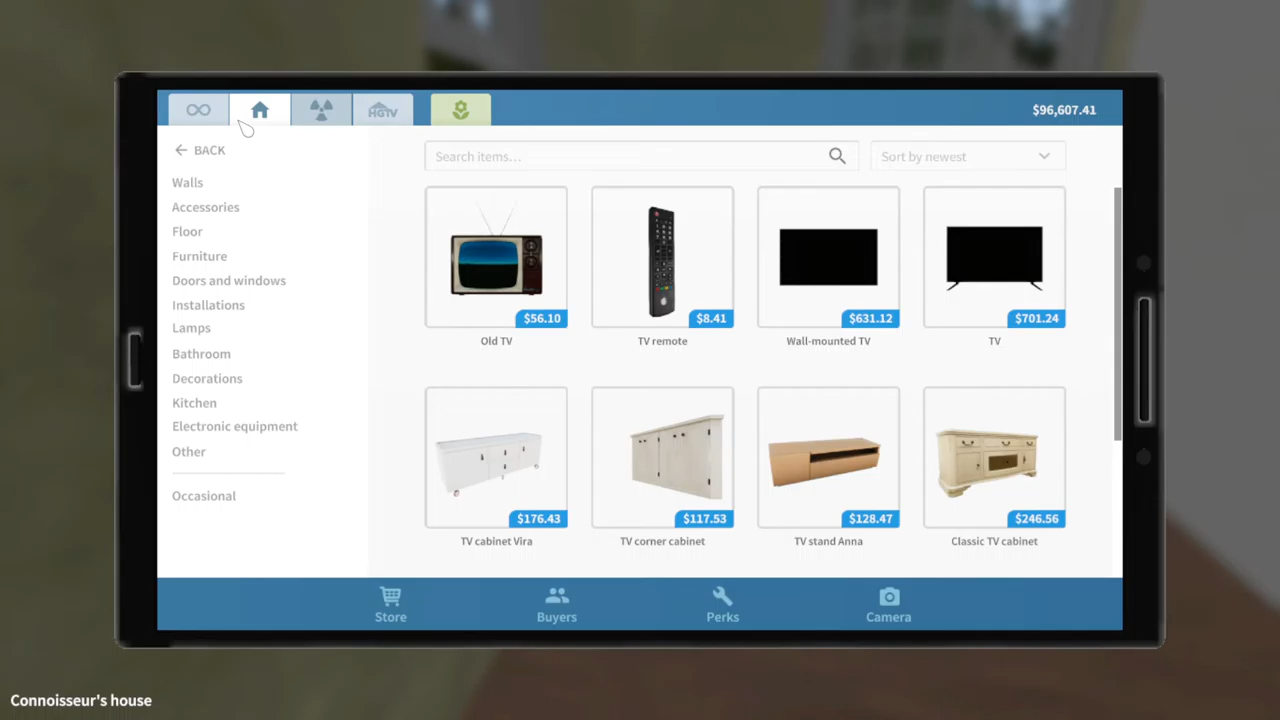 HGTV
$96,607.41
BACK
Search items...
Sort by newest
Walls
Accessories
Floor
Furniture
Doors and windows
Installations
Lamps
Bathroom
Decorations
Kitchen
Electronic equipment
Other
Occasional
$56.10
$8.41
$631.12
$701.24
Old TV
TV remote
Wall-mounted TV
TV
$176.43
$117.53
$128.47
$246.56
TV cabinet Vira
TV corner cabinet
TV stand Anna
Classic TV cabinet
Store
Buyers
Perks
Camera
Connoisseur's house